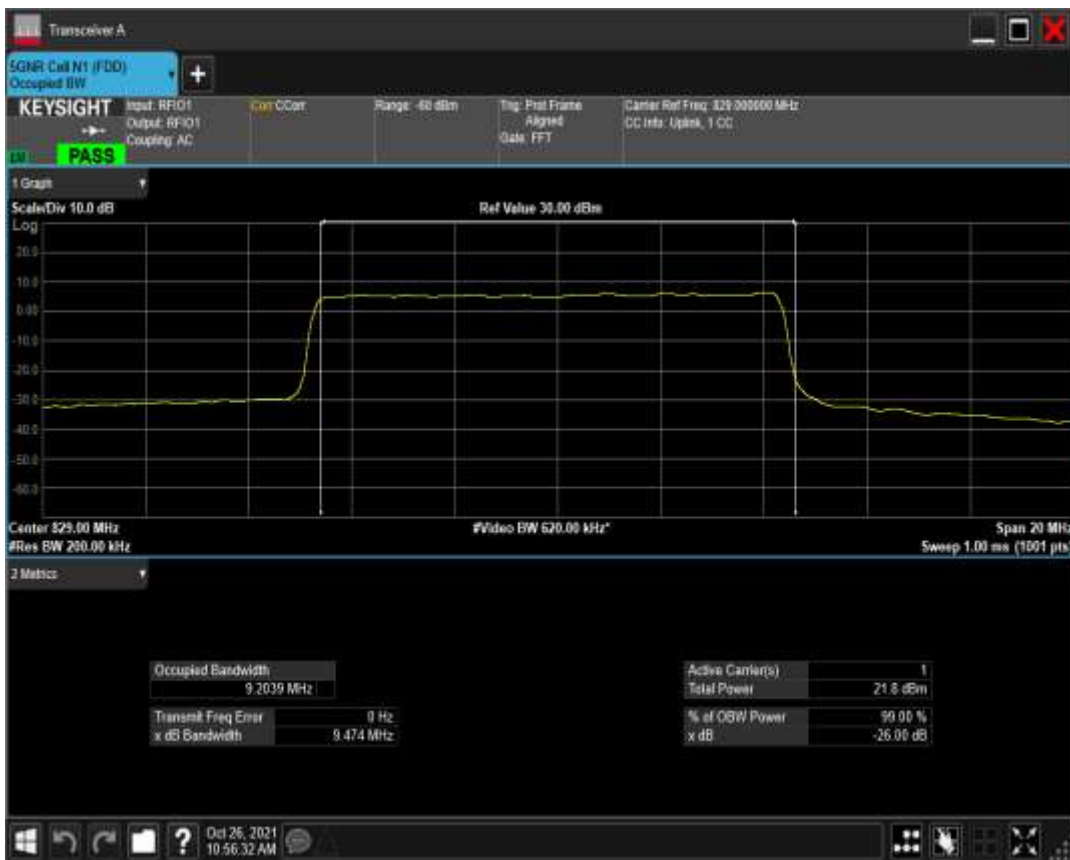 Transceiver A
5GNR Cell N1 (FDD)
Occupied BW
+
KEYSIGHT
PASS
Input: RFIO1
Output: RFIO1
Coupling: AC
Corr CCorr
Range: -60 dBm
Trig: Prot Frame
Aligned
Gate: FFT
Carrier Ref Freq: 829.000000 MHz
CC Info: Uplink, 1 CC
1 Graph
Scale/Div 10.0 dB
Ref Value 30.00 dBm
Log
20.0
10.0
0.00
-10.0
-20.0
-30.0
-40.0
-50.0
-60.0
Center 829.00 MHz
#Video BW 620.00 kHz*
Span 20 MHz
#Res BW 200.00 kHz
Sweep 1.00 ms (1001 pts)
2 Metrics
Occupied Bandwidth
9.2039 MHz
Active Carrier(s) 1
Total Power 21.8 dBm
Transmit Freq Error 0 Hz
x dB Bandwidth 9.474 MHz
% of OBW Power 99.00 %
x dB -26.00 dB
?
Oct 26, 2021
10:56:32 AM